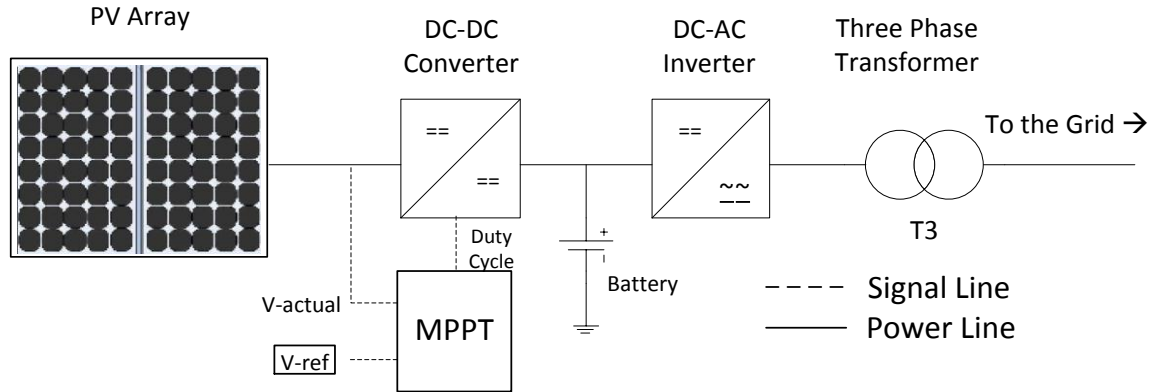 PV Array
DC-DC
Converter
DC-AC
Inverter
Three Phase
Transformer
To the Grid →
==
==
==
~~
T3
Duty
Cycle
+
-
Battery
V-actual
MPPT
V-ref
Signal Line
Power Line